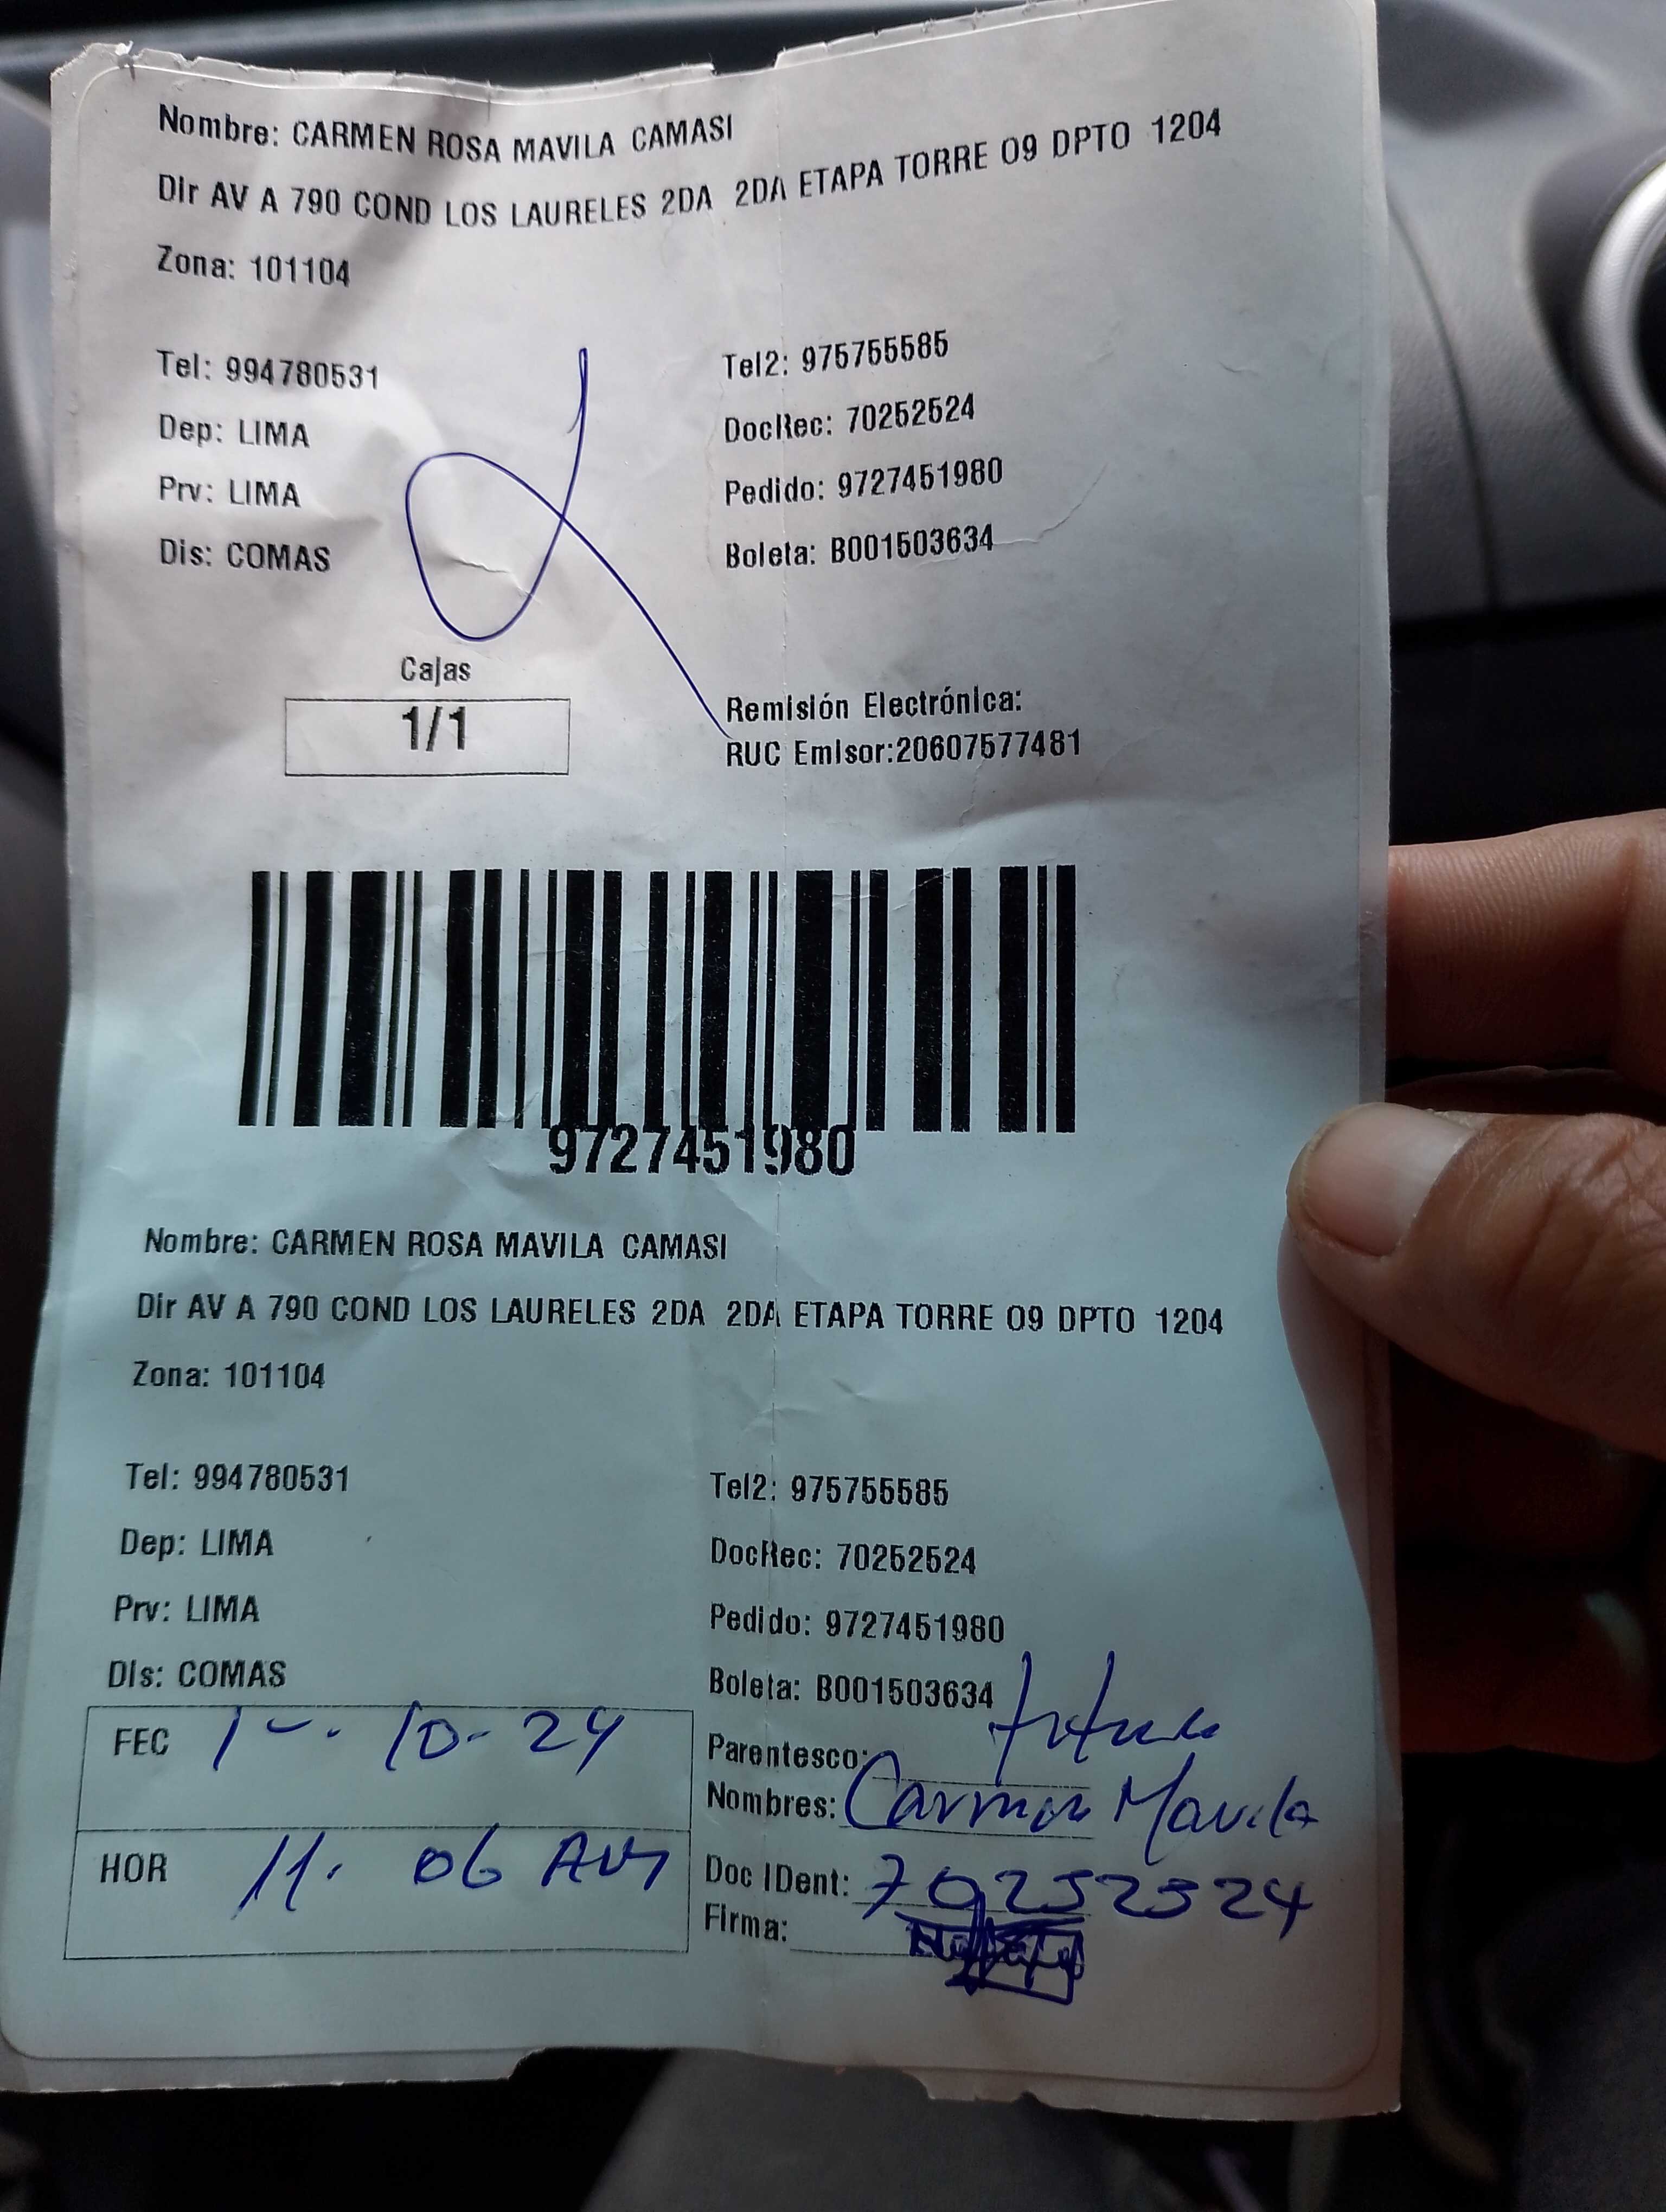 Nombre: CARMEN ROSA MAVILA CAMASI
Dir AV A 790 COND LOS LAURELES 2DA 2DA ETAPA TORRE 09 DPTO 1204
Zona: 101104
Tel: 994780531 Tel2: 975755585
Dep: LIMA DocRec: 70252524
Prv: LIMA Pedido: 9727451980
Dis: COMAS Boleta: B001503634
Cajas
1/1
Remisión Electrónica:
RUC Emisor:20607577481
9727451980
Nombre: CARMEN ROSA MAVILA CAMASI
Dir AV A 790 COND LOS LAURELES 2DA 2DA ETAPA TORRE 09 DPTO 1204
Zona: 101104
Tel: 994780531 Tel2: 975755585
Dep: LIMA DocRec: 70252524
Prv: LIMA Pedido: 9727451980
Dis: COMAS Boleta: B001503634
FEC 10-24
Parentesco:
Nombres: Carmen Mavila
HOR 11. 06 AM
Doc IDent: 70252524
Firma: